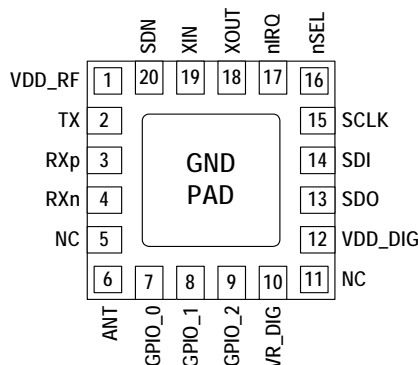 SDN XIN XOUT nIRQ nSEL
20 19 18 17 16
VDD_RF 1
TX 2 15 SCLK
RXp 3 GND 14 SDI
RXn 4 PAD 13 SDO
NC 5 12 VDD_DIG
6 7 8 9 10 11 NC
ANT GPIO_0 GPIO_1 GPIO_2 VR_DIG